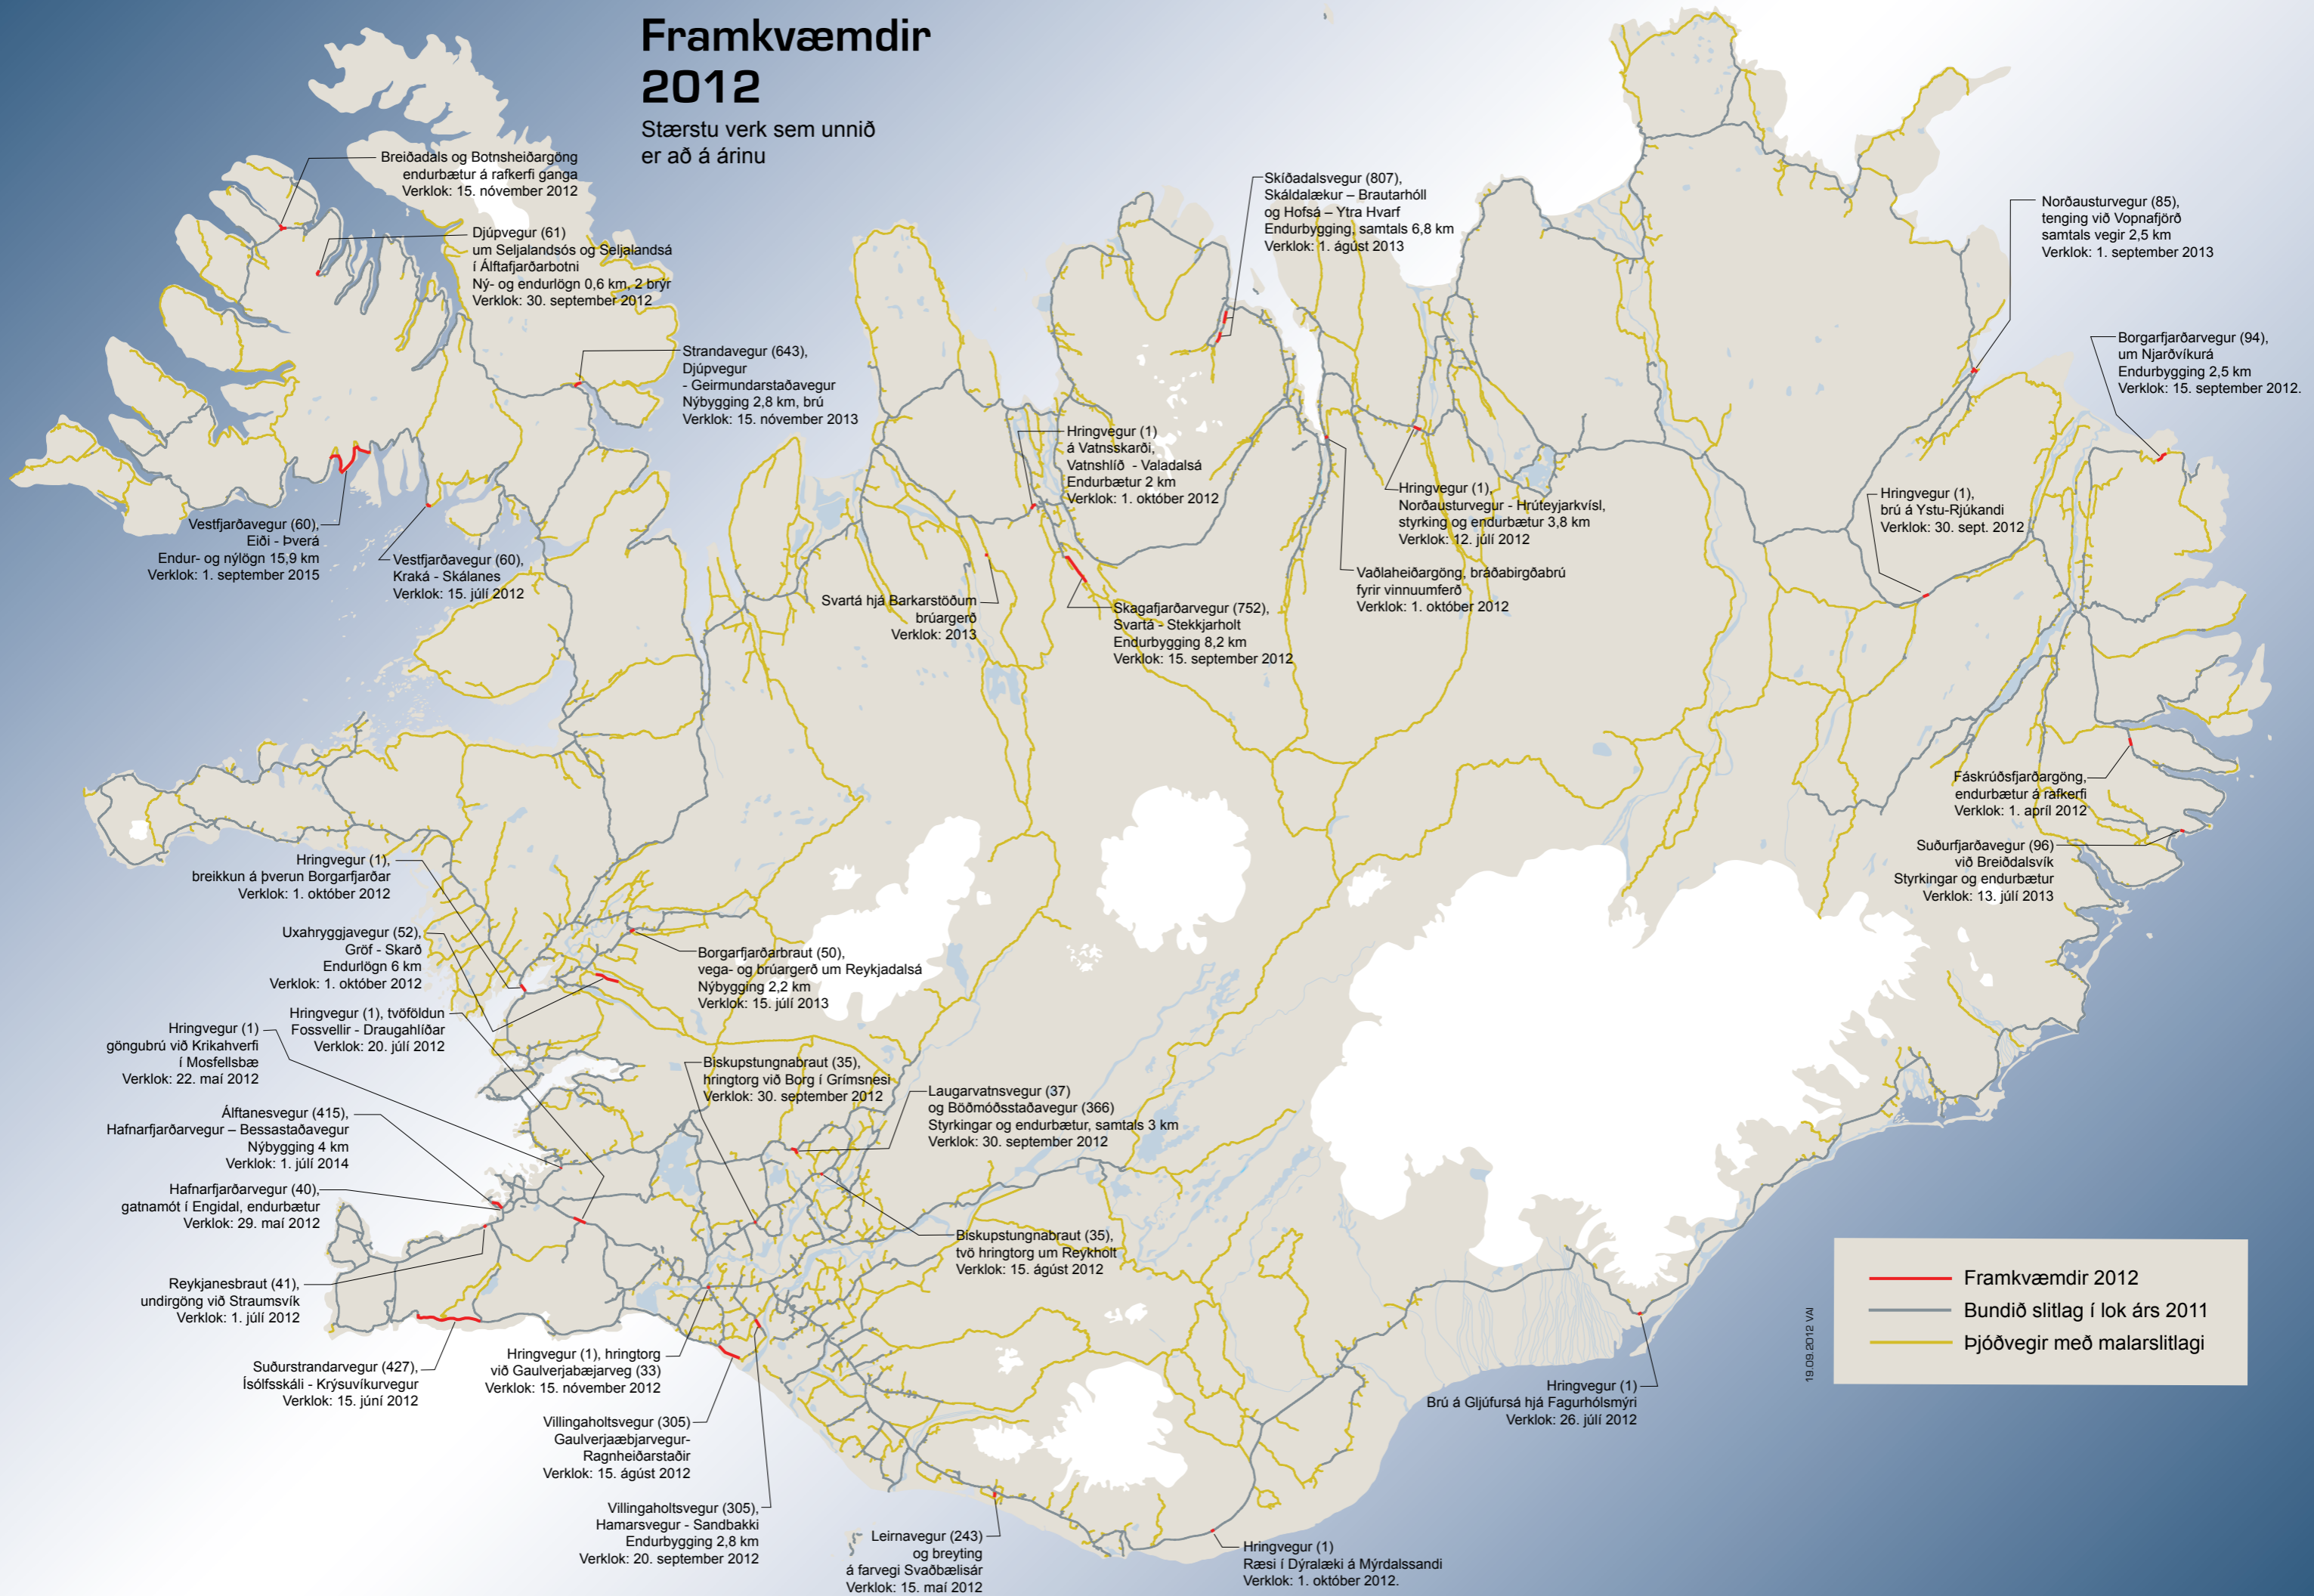 Framkvæmdir
2012
Stærstu verk sem unnið
er að á árinu
Breiðadals og Botnsheiðargöng
endurbætur á rafkerfi ganga
Verklok: 15. nóvember 2012
Djúpvegur (61)
um Seljalandsós og Seljalandsá
í Álftafjarðarbotni
Ný- og endurlögn 0,6 km, 2 brýr
Verklok: 30. september 2012
Strandavegur (643),
Djúpvegur
- Geirmundarstaðavegur
Nýbygging 2,8 km, brú
Verklok: 15. nóvember 2013
Skíðadalsvegur (807),
Skáldalækur – Brautarhóll
og Hofsá – Ytra Hvarf
Endurbygging, samtals 6,8 km
Verklok: 1. ágúst 2013
Norðausturvegur (85),
tenging við Vopnafjörð
samtals vegir 2,5 km
Verklok: 1. september 2013
Borgarfjarðarvegur (94),
um Njarðvíkurá
Endurbygging 2,5 km
Verklok: 15. september 2012.
Hringvegur (1)
á Vatnsskarði,
Vatnshlíð - Valadalsá
Endurbætur 2 km
Verklok: 1. október 2012
Hringvegur (1),
Norðausturvegur - Hrúteyjarkvísl,
styrking og endurbætur 3,8 km
Verklok: 12. júlí 2012
Hringvegur (1),
brú á Ystu-Rjúkandi
Verklok: 30. sept. 2012
Vestfjarðavegur (60),
Eiði - Þverá
Endur- og nýlögn 15,9 km
Verklok: 1. september 2015
Vestfjarðavegur (60),
Kraká - Skálanes
Verklok: 15. júlí 2012
Vaðlaheiðargöng, bráðabirgðabrú
fyrir vinnuumferð
Verklok: 1. október 2012
Svartá hjá Barkarstöðum
brúargerð
Verklok: 2013
Skagafjarðarvegur (752),
Svartá - Stekkjarholt
Endurbygging 8,2 km
Verklok: 15. september 2012
Fáskrúðsfjarðargöng,
endurbætur á rafkerfi
Verklok: 1. apríl 2012
Suðurfjarðavegur (96)
við Breiðdalsvík
Styrkingar og endurbætur
Verklok: 13. júlí 2013
Hringvegur (1),
breikkun á þverun Borgarfjarðar
Verklok: 1. október 2012
Uxahryggjavegur (52),
Gröf - Skarð
Endurlögn 6 km
Verklok: 1. október 2012
Borgarfjarðarbraut (50),
vega- og brúargerð um Reykjadalsá
Nýbygging 2,2 km
Verklok: 15. júlí 2013
Hringvegur (1), tvöföldun
Fossvellir - Draugahlíðar
Verklok: 20. júlí 2012
Hringvegur (1)
göngubrú við Krikahverfi
í Mosfellsbæ
Verklok: 22. maí 2012
Biskupstungnabraut (35),
hringtorg við Borg í Grímsnesi
Verklok: 30. september 2012
Laugarvatnsvegur (37)
og Böðmóðsstaðavegur (366)
Styrkingar og endurbætur, samtals 3 km
Verklok: 30. september 2012
Álftanesvegur (415),
Hafnarfjarðarvegur – Bessastaðavegur
Nýbygging 4 km
Verklok: 1. júlí 2014
Hafnarfjarðarvegur (40),
gatnamót í Engidal, endurbætur
Verklok: 29. maí 2012
Biskupstungnabraut (35),
tvö hringtorg um Reykholt
Verklok: 15. ágúst 2012
Reykjanesbraut (41),
undirgöng við Straumsvík
Verklok: 1. júlí 2012
Suðurstrandarvegur (427),
Ísólfsskáli - Krýsuvíkurvegur
Verklok: 15. júní 2012
Hringvegur (1), hringtorg
við Gaulverjabæjarveg (33)
Verklok: 15. nóvember 2012
Villingaholtsvegur (305)
Gaulverjaæbjarvegur-
Ragnheiðarstaðir
Verklok: 15. ágúst 2012
Villingaholtsvegur (305),
Hamarsvegur - Sandbakki
Endurbygging 2,8 km
Verklok: 20. september 2012
Leirnavegur (243)
og breyting
á farvegi Svaðbælisár
Verklok: 15. maí 2012
Hringvegur (1)
Ræsi í Dýralæki á Mýrdalssandi
Verklok: 1. október 2012.
Hringvegur (1)
Brú á Gljúfursá hjá Fagurhólsmýri
Verklok: 26. júlí 2012
Framkvæmdir 2012
Bundið slitlag í lok árs 2011
Þjóðvegir með malarslitlagi
19.09.2012 VAI